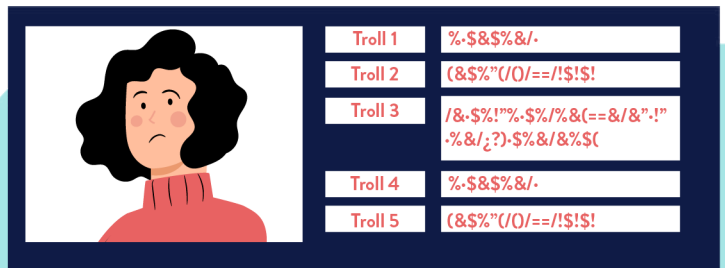 Troll 1 %·$&$%&/·
Troll 2 (&$%”(/()/==/!$!$!
Troll 3 /&·$%!”%·$%/%&(==&/&”·!”
·%&/¿?)·$%&/&%$(
Troll 4 %·$&$%&/·
Troll 5 (&$%”(/()/==/!$!$!